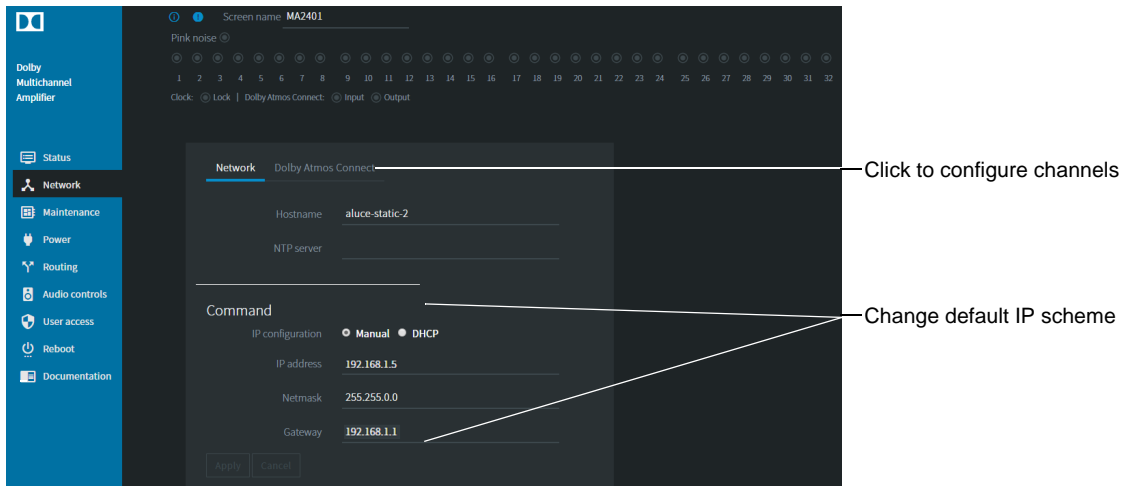 Screen name MA2401
Pink noise
Dolby
Multichannel
Amplifier
1 2 3 4 5 6 7 8 9 10 11 12 13 14 15 16 17 18 19 20 21 22 23 24 25 26 27 28 29 30 31 32
Clock: Lock | Dolby Atmos Connect: Input Output
Status
Network
Maintenance
Power
Routing
Audio controls
User access
Reboot
Documentation
Network Dolby Atmos Connect
Hostname aluce-static-2
NTP server
Command
IP configuration Manual DHCP
IP address 192.168.1.5
Netmask 255.255.0.0
Gateway 192.168.1.1
Apply Cancel
Click to configure channels
Change default IP scheme